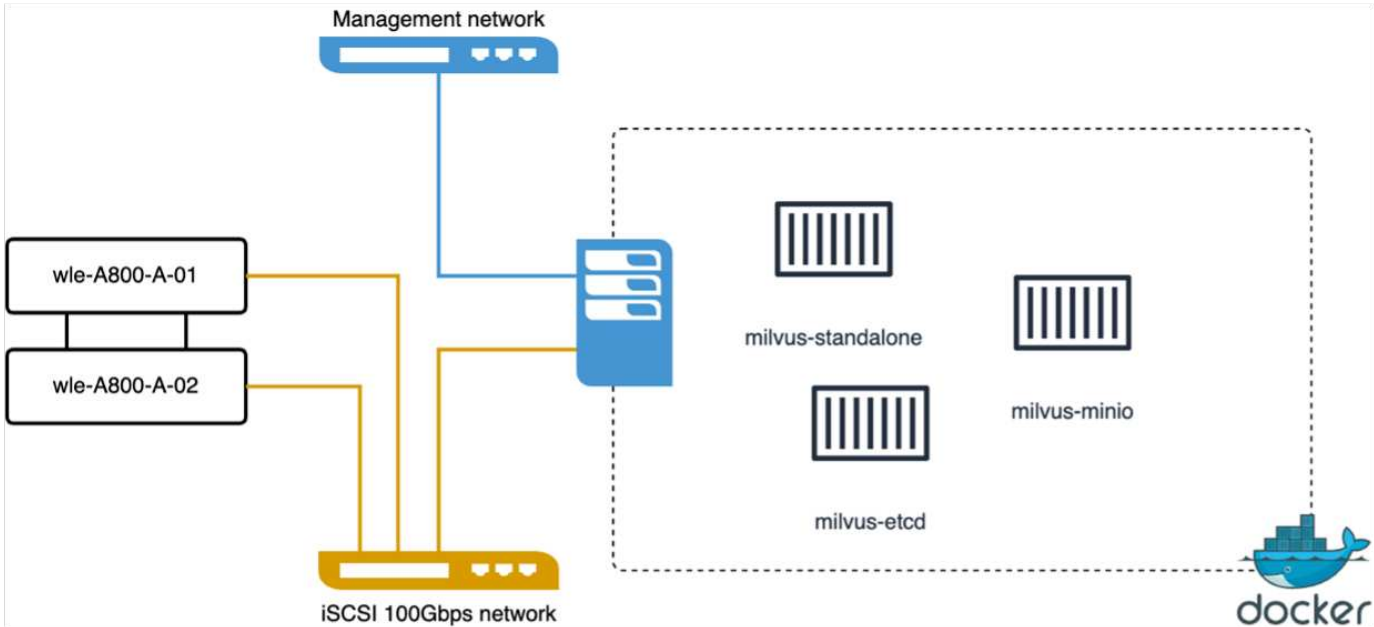 Management network
wle-A800-A-01
wle-A800-A-02
milvus-standalone
milvus-minio
milvus-etcd
iSCSI 100Gbps network
docker